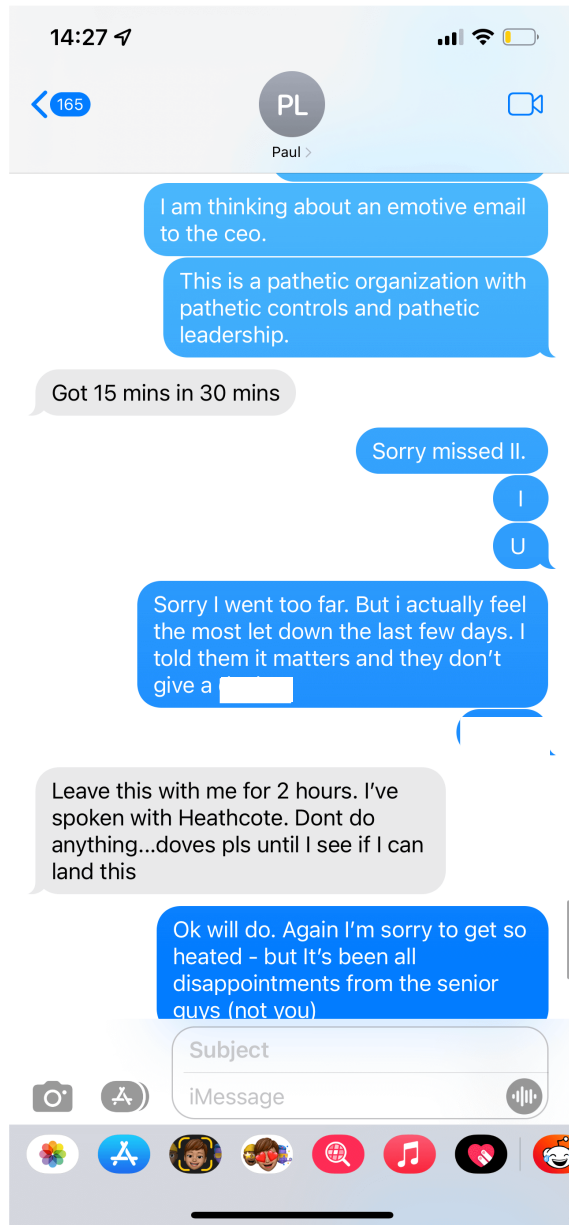 14:27
165
PL
Paul
I am thinking about an emotive email
to the ceo.
This is a pathetic organization with
pathetic controls and pathetic
leadership.
Got 15 mins in 30 mins
Sorry missed II.
I
U
Sorry I went too far. But i actually feel
the most let down the last few days. I
told them it matters and they don’t
give a
Leave this with me for 2 hours. I’ve
spoken with Heathcote. Dont do
anything...doves pls until I see if I can
land this
Ok will do. Again I’m sorry to get so
heated - but It’s been all
disappointments from the senior
guys (not you)
Subject
iMessage